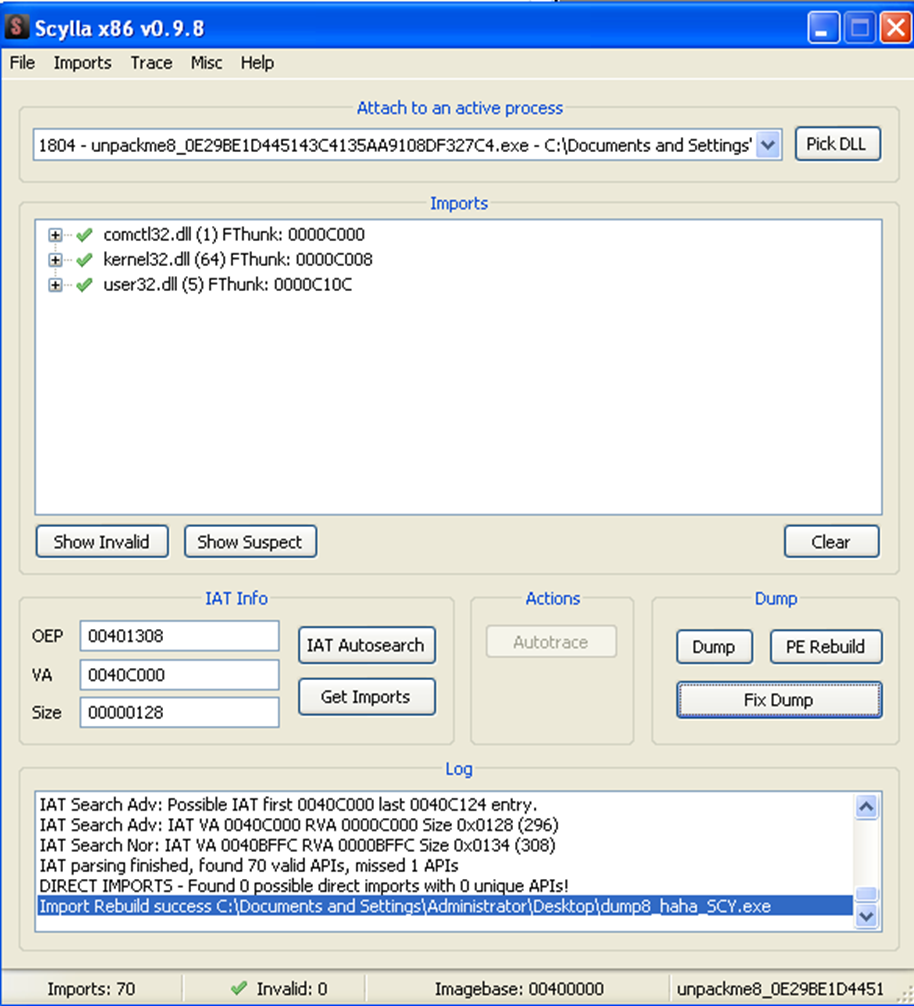 Scylla x86 v0.9.8
File Imports Trace Misc Help
Attach to an active process
1804 - unpackme8_0E29BE1D445143C4135AA9108DF327C4.exe - C:\Documents and Settings'
Pick DLL
Imports
comctl32.dll (1) FThunk: 0000C000
kernel32.dll (64) FThunk: 0000C008
user32.dll (5) FThunk: 0000C10C
Show Invalid Show Suspect Clear
IAT Info
OEP 00401308
VA 0040C000
Size 00000128
IAT Autosearch
Get Imports
Actions
Autotrace
Dump
Dump PE Rebuild
Fix Dump
Log
IAT Search Adv: Possible IAT first 0040C000 last 0040C124 entry.
IAT Search Adv: IAT VA 0040C000 RVA 0000C000 Size 0x0128 (296)
IAT Search Nor: IAT VA 0040BFFC RVA 0000BFFC Size 0x0134 (308)
IAT parsing finished, found 70 valid APIs, missed 1 APIs
DIRECT IMPORTS - Found 0 possible direct imports with 0 unique APIs!
Import Rebuild success C:\Documents and Settings\Administrator\Desktop\dump8_haha_SCY.exe
Imports: 70 Invalid: 0 Imagebase: 00400000 unpackme8_0E29BE1D4451